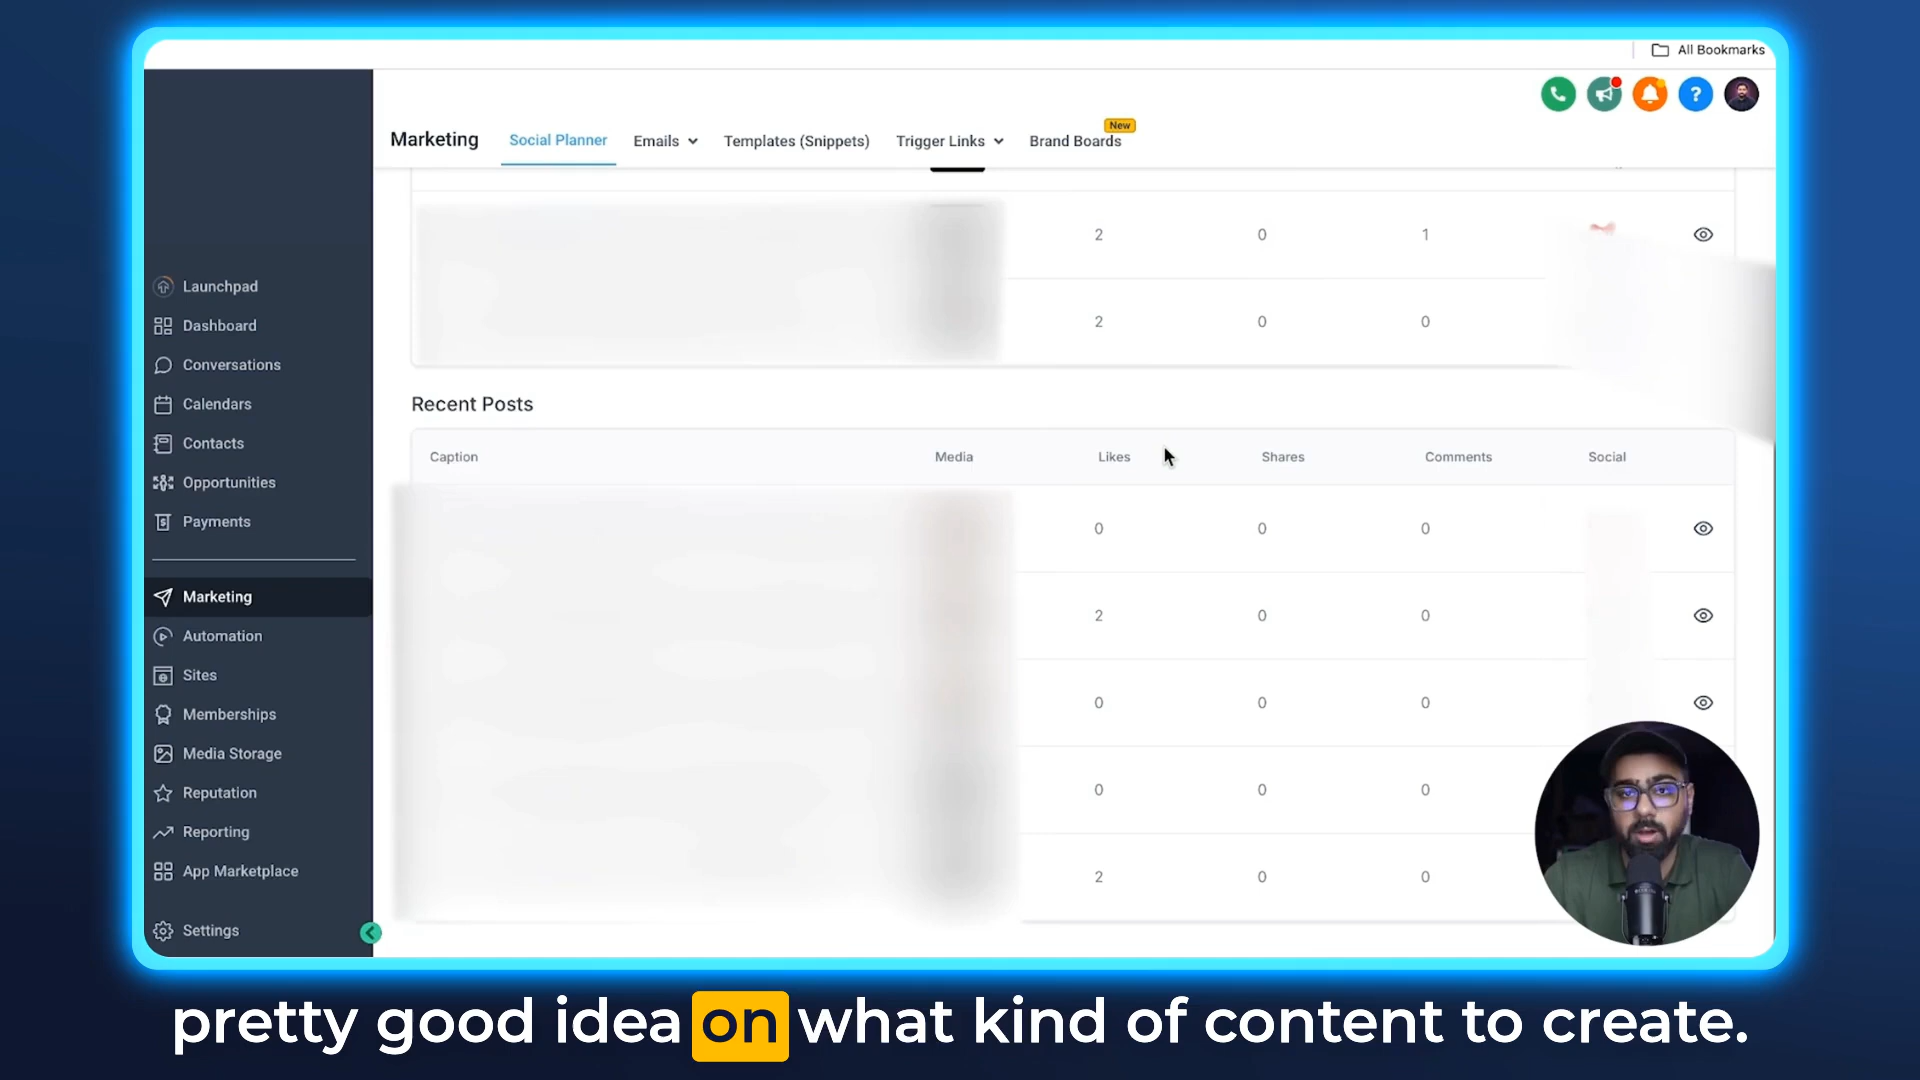 All Bookmarks
Marketing
Social Planner
Emails
Templates (Snippets)
Trigger Links
Brand Boards
New
2 0 1
2 0 0
Launchpad
Dashboard
Conversations
Calendars
Contacts
Opportunities
Payments
Marketing
Automation
Sites
Memberships
Media Storage
Reputation
Reporting
App Marketplace
Settings
Recent Posts
Caption Media Likes Shares Comments Social
0 0 0
2 0 0
0 0 0
0 0 0
2 0 0
pretty good idea on what kind of content to create.